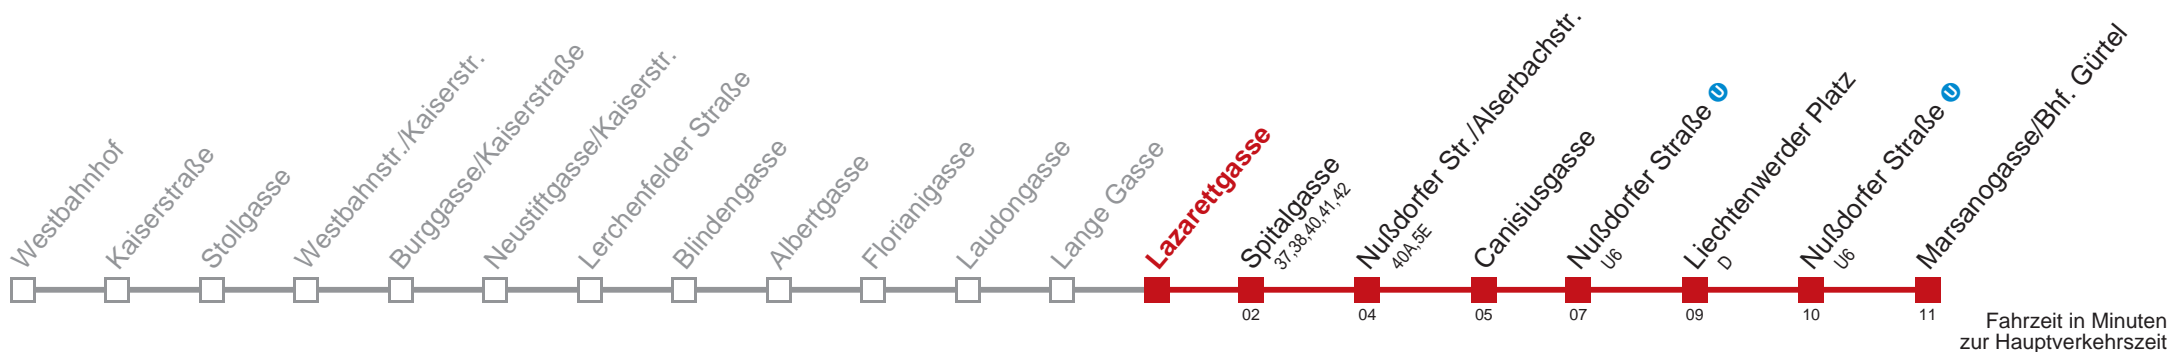 Westbahnhof
Kaiserstraße
Stollgasse
Westbahnstr./Kaiserstr.
Burggasse/Kaiserstraße
Neustiftgasse/Kaiserstr.
Lerchenfelder Straße
Blindengasse
Albertgasse
Florianigasse
Laudongasse
Lange Gasse
Lazarettgasse
Spitalgasse
37,38,40,41,42
Nußdorfer Str./Alserbachstr.
40A,5E
Canisiusgasse
Nußdorfer Straße U
U6
Liechtenwerder Platz
D
Nußdorfer Straße U
U6
Marsanogasse/Bhf. Gürtel
02
04
05
07
09
10
11
Fahrzeit in Minuten
zur Hauptverkehrszeit